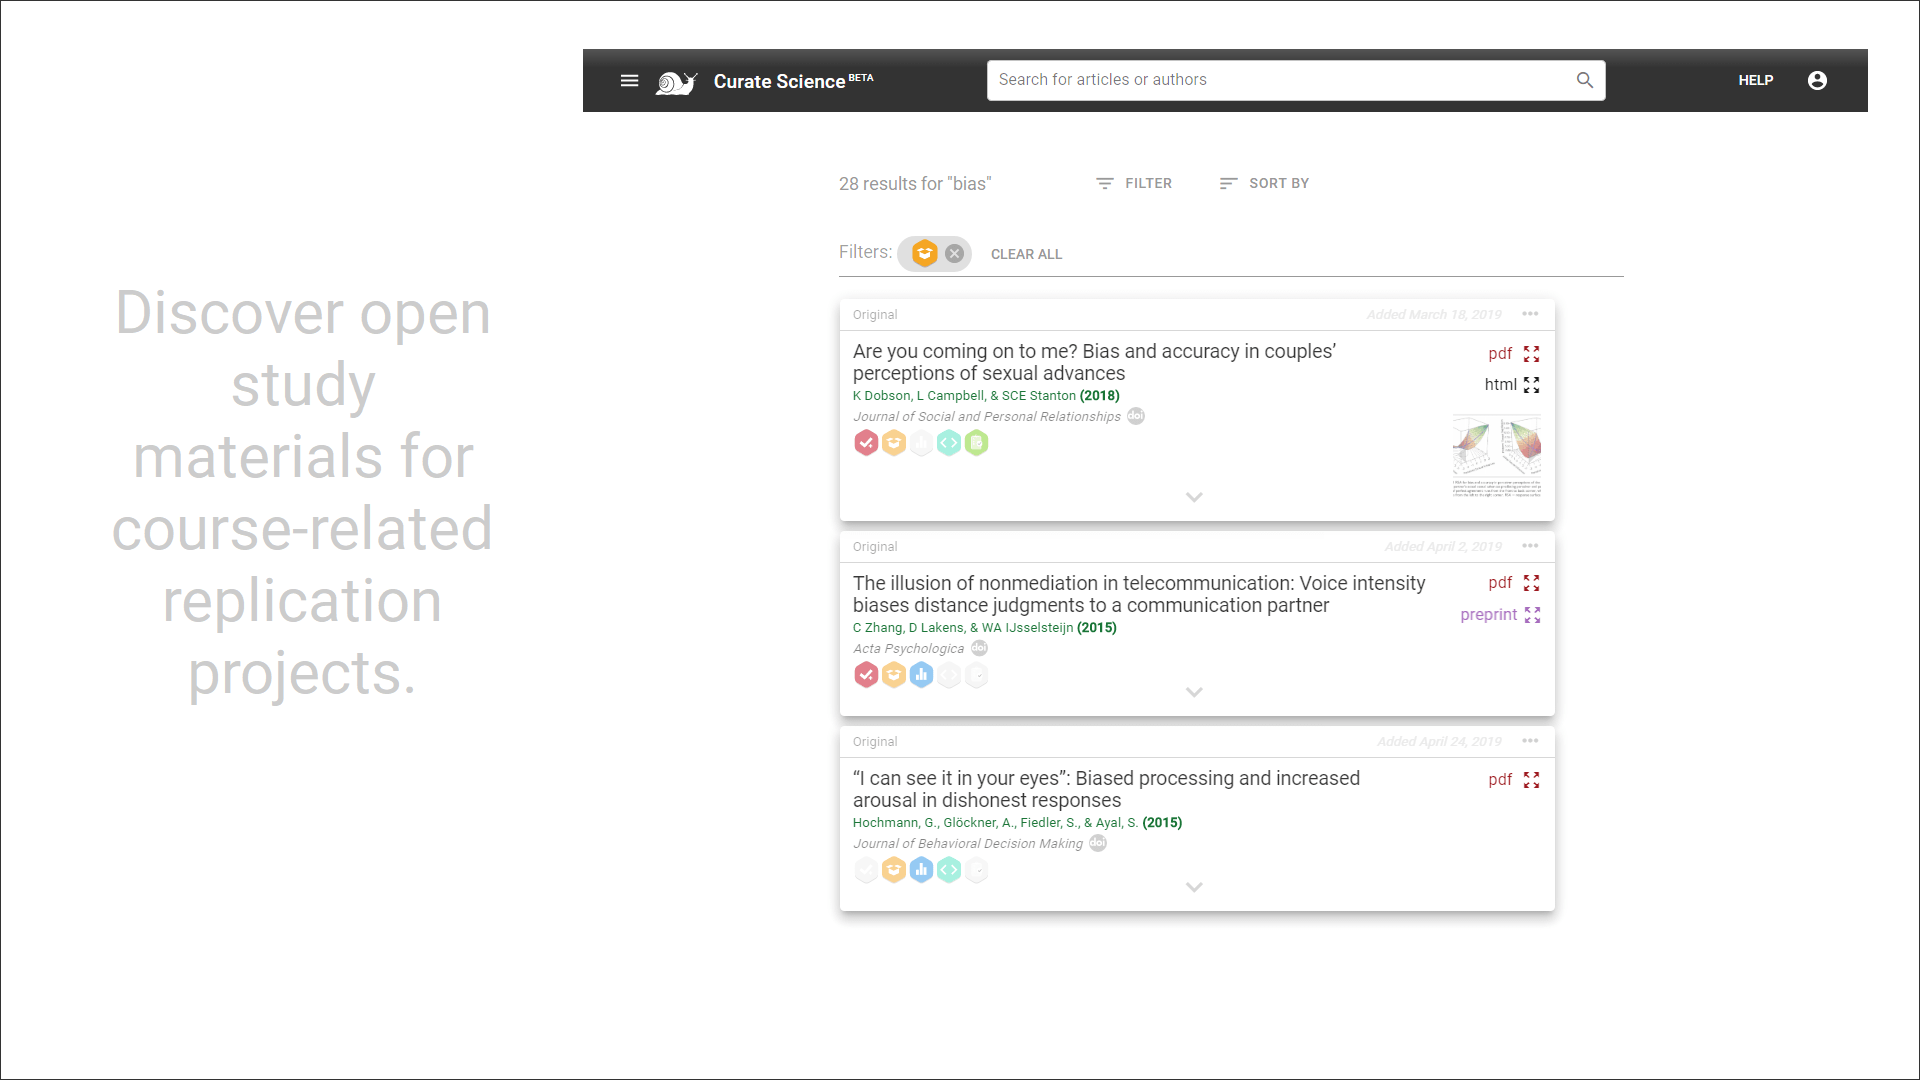 Curate Science BETA
Search for articles or authors
HELP
28 results for "bias"
FILTER
SORT BY
Filters:
CLEAR ALL
Discover open
study
materials for
course-related
replication
projects.
Original
Added March 18, 2019
Are you coming on to me? Bias and accuracy in couples’
perceptions of sexual advances
K Dobson, L Campbell, & SCE Stanton (2018)
Journal of Social and Personal Relationships doi
pdf
html
Original
Added April 2, 2019
The illusion of nonmediation in telecommunication: Voice intensity
biases distance judgments to a communication partner
C Zhang, D Lakens, & WA IJsselsteijn (2015)
Acta Psychologica doi
pdf
preprint
Original
Added April 24, 2019
“I can see it in your eyes”: Biased processing and increased
arousal in dishonest responses
Hochmann, G., Glöckner, A., Fiedler, S., & Ayal, S. (2015)
Journal of Behavioral Decision Making doi
pdf